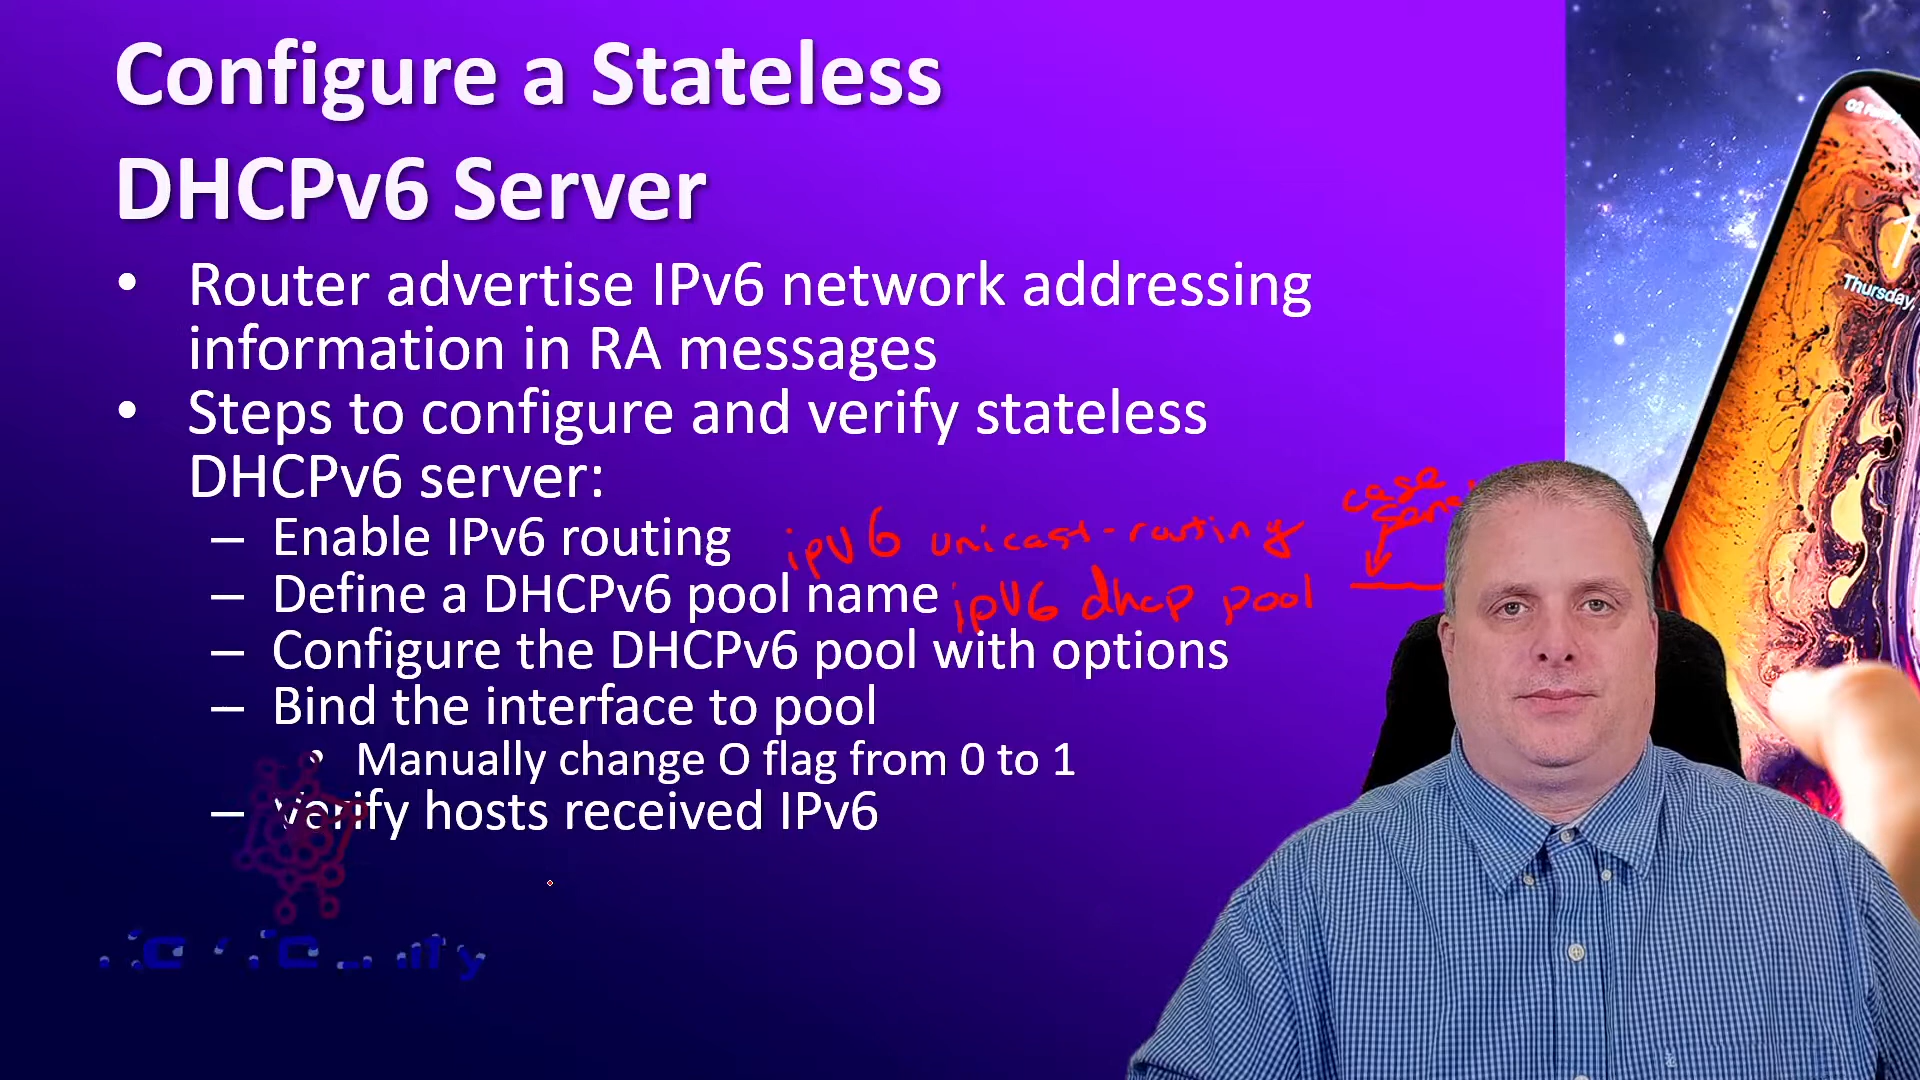 Configure a Stateless
DHCPv6 Server
• Router advertise IPv6 network addressing
information in RA messages
• Steps to configure and verify stateless
DHCPv6 server:
– Enable IPv6 routing ipv6 unicast-routing case
– Define a DHCPv6 pool name ipv6 dhcp pool
– Configure the DHCPv6 pool with options
– Bind the interface to pool
• Manually change O flag from 0 to 1
– Verify hosts received IPv6
Thursday,